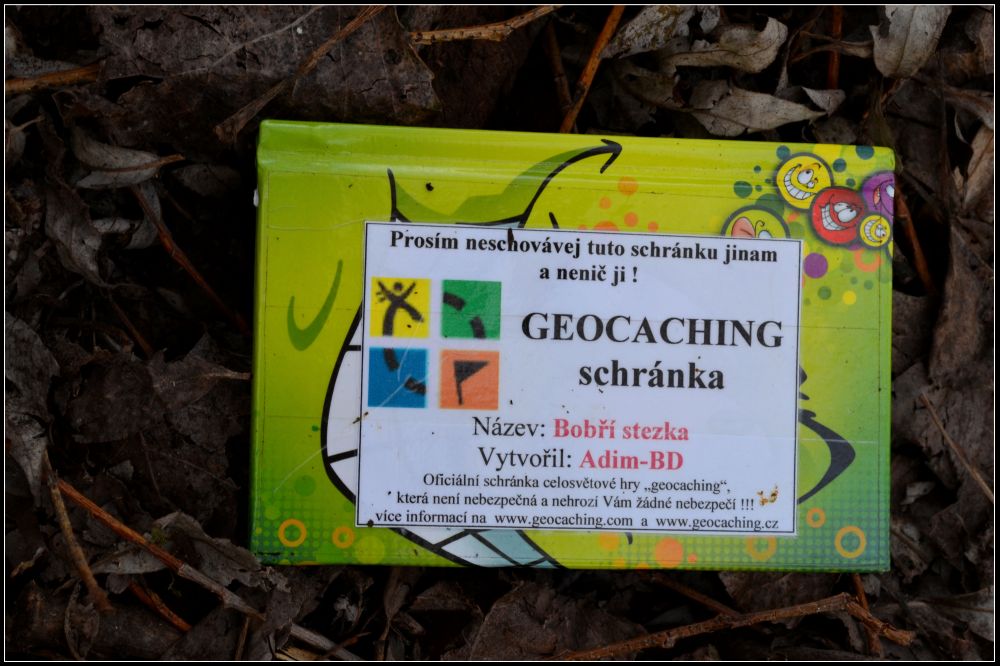 Prosím neschovávej tuto schránku jinam
a nenič ji !
GEOCACHING
schránka
Název: Bobří stezka
Vytvořil: Adim-BD
Oficiální schránka celosvětové hry „geocaching“,
která není nebezpečná a nehrozí Vám žádné nebezpečí !!!
více informací na www.geocaching.com a www.geocaching.cz